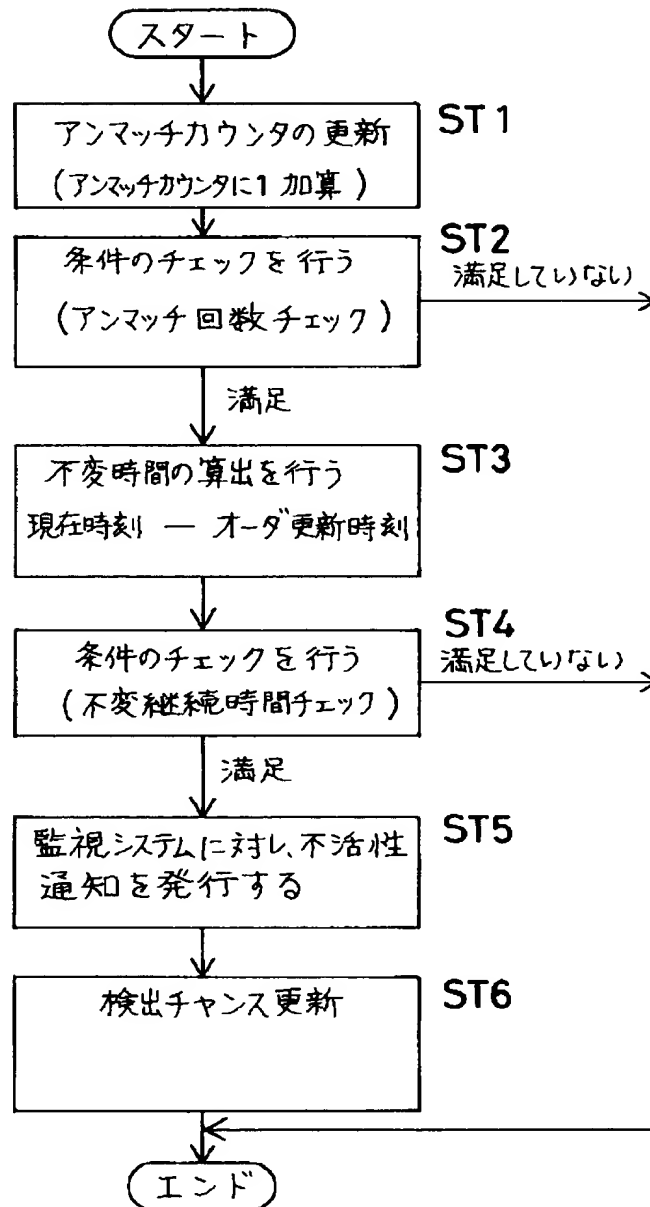 スタート
ST1
アンマッチカウンタの更新
(アンマッチカウンタに1加算)
ST2
条件のチェックを行う
満足していない
(アンマッチ回数チェック)
満足
ST3
不変時間の算出を行う
現在時刻 ― オーダ更新時刻
ST4
条件のチェックを行う
満足していない
(不変継続時間チェック)
満足
ST5
監視システムに対し、不活性
通知を発行する
ST6
検出チャンス更新
エンド